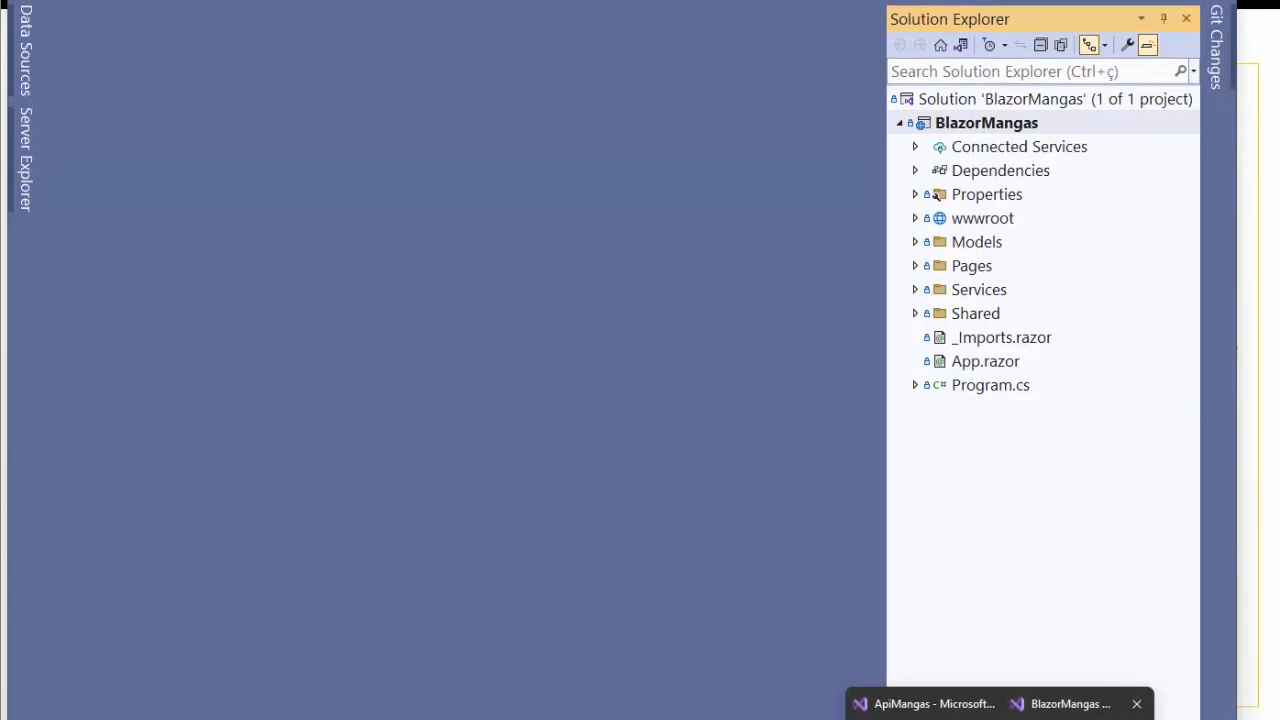 Data Sources
Server Explorer
Solution Explorer
Search Solution Explorer (Ctrl+ç)
Solution 'BlazorMangas' (1 of 1 project)
BlazorMangas
Connected Services
Dependencies
Properties
wwwroot
Models
Pages
Services
Shared
_Imports.razor
App.razor
C# Program.cs
Git Changes
ApiMangas - Microsoft...
BlazorMangas ...